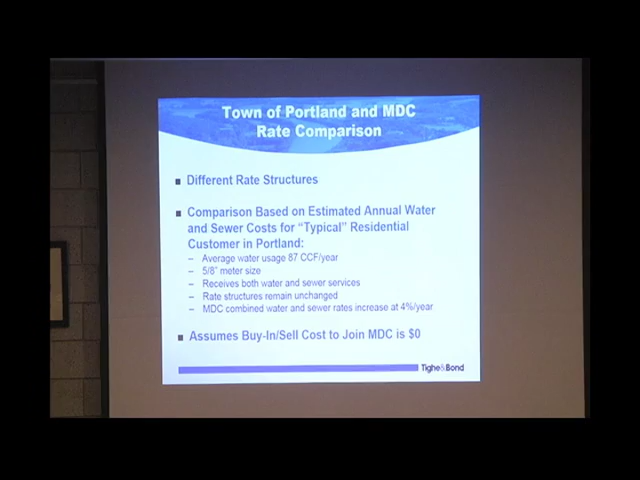 Town of Portland and MDC
Rate Comparison
■ Different Rate Structures
■ Comparison Based on Estimated Annual Water
and Sewer Costs for “Typical” Residential
Customer in Portland:
– Average water usage 87 CCF/year
– 5/8” meter size
– Receives both water and sewer services
– Rate structures remain unchanged
– MDC combined water and sewer rates increase at 4%/year
■ Assumes Buy-In/Sell Cost to Join MDC is $0
Tighe&Bond